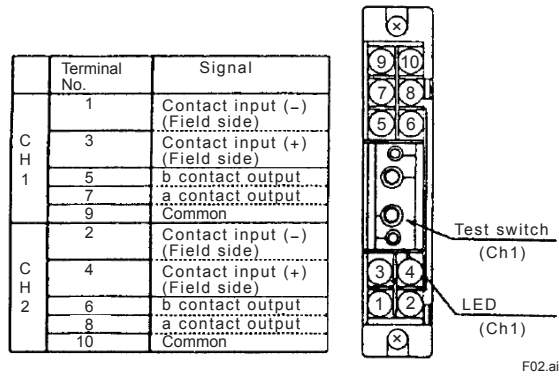 Terminal No. Signal
CH1
1 Contact input (−) (Field side)
3 Contact input (+) (Field side)
5 b contact output
7 a contact output
9 Common
CH2
2 Contact input (−) (Field side)
4 Contact input (+) (Field side)
6 b contact output
8 a contact output
10 Common
9 10
7 8
5 6
Test switch
(Ch1)
3 4
1 2
LED
(Ch1)
F02.ai